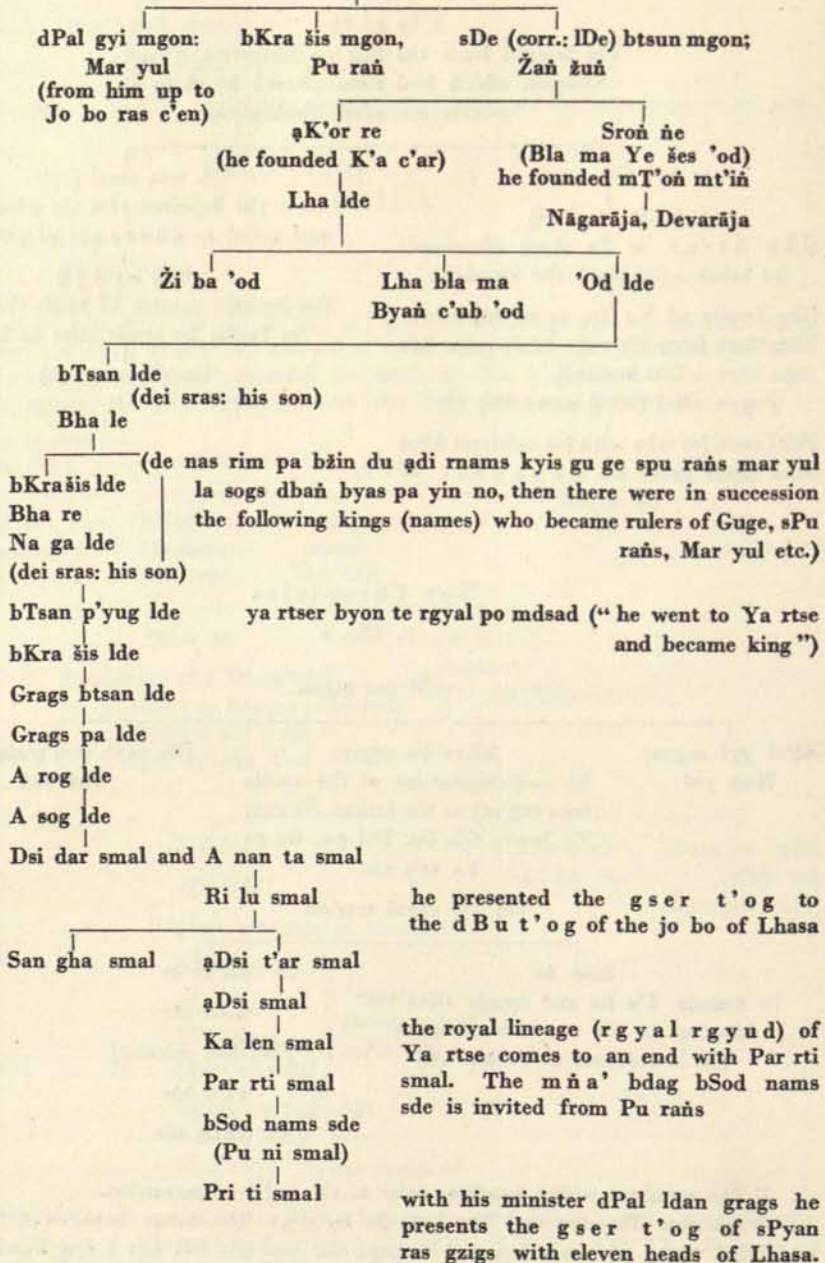 dPal gyi mgon: bKra šis mgon, sDe (corr.: lDe) btsun mgon;
Mar yul Pu raṅ Žaṅ žuṅ
(from him up to
Jo bo ras c'en)
ạK'or re Sroṅ ṅe
(he founded K'a c'ar) (Bla ma Ye šes 'od)
he founded mT'oṅ mt'iṅ
Lha lde
Nāgarāja, Devarāja
Ži ba 'od Lha bla ma 'Od lde
Byaṅ c'ub 'od
bTsan lde
(dei sras: his son)
Bha le
(de nas rim pa bžin du ạdi rnams kyis gu ge spu raṅs mar yul
bKra šis lde la sogs dbaṅ byas pa yin no, then there were in succession
Bha re the following kings (names) who became rulers of Guge, sPu
Na ga lde raṅs, Mar yul etc.)
(dei sras: his son)
bTsan p'yug lde ya rtser byon te rgyal po mdsad (“he went to Ya rtse
bKra šis lde and became king”)
Grags btsan lde
Grags pa lde
A rog lde
A sog lde
Dsi dar smal and A nan ta smal
Ri lu smal he presented the gser t'og to
the dBu t'og of the jo bo of Lhasa
San gha smal ạDsi t'ar smal
ạDsi smal
Ka len smal the royal lineage (rgyal rgyud) of
Ya rtse comes to an end with Par rti
Par rti smal smal. The mṅa' bdag bSod nams
bSod nams sde sde is invited from Pu raṅs
(Pu ni smal)
Pri ti smal with his minister dPal ldan grags he
presents the gser t'og of sPyan
ras gzigs with eleven heads of Lhasa.